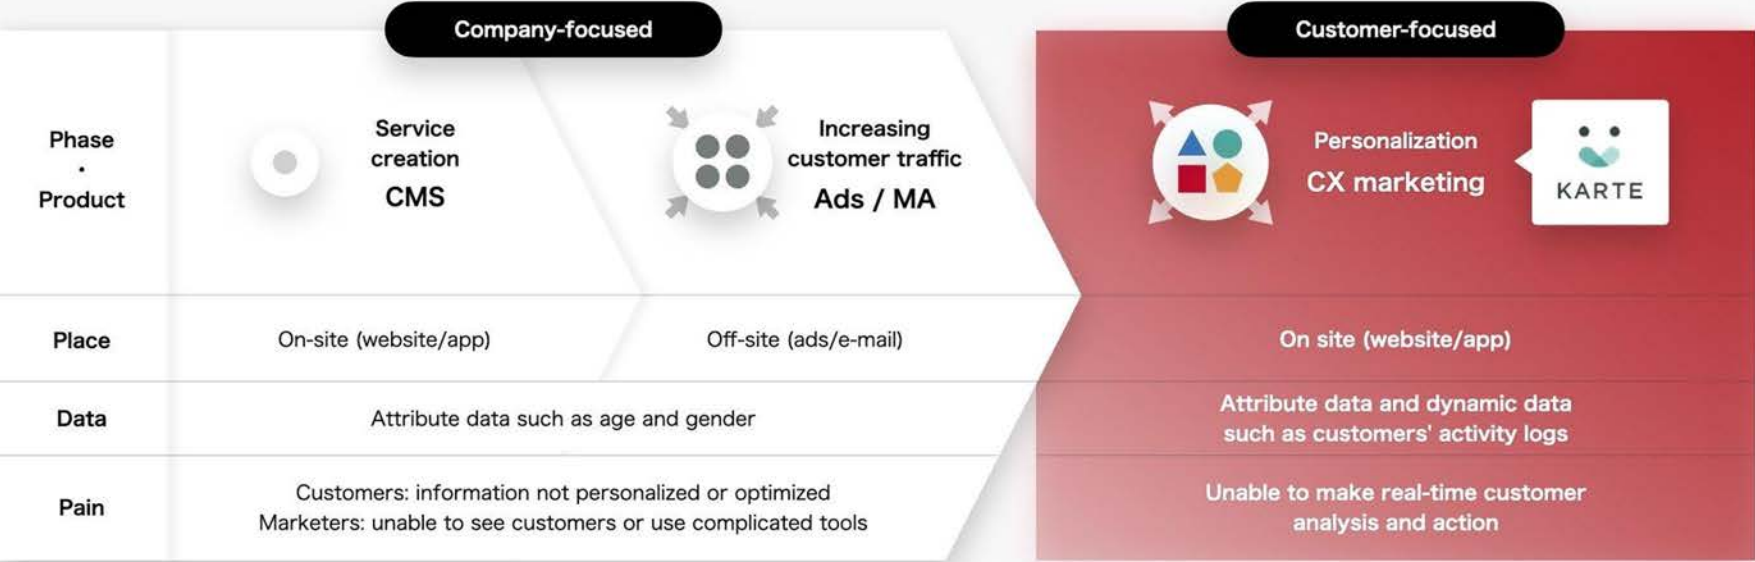 Company-focused
Customer-focused
Phase
・
Product
Service
creation
CMS
Increasing
customer traffic
Ads / MA
Personalization
CX marketing
KARTE
Place
On-site (website/app)
Off-site (ads/e-mail)
On site (website/app)
Data
Attribute data such as age and gender
Attribute data and dynamic data
such as customers' activity logs
Pain
Customers: information not personalized or optimized
Marketers: unable to see customers or use complicated tools
Unable to make real-time customer
analysis and action